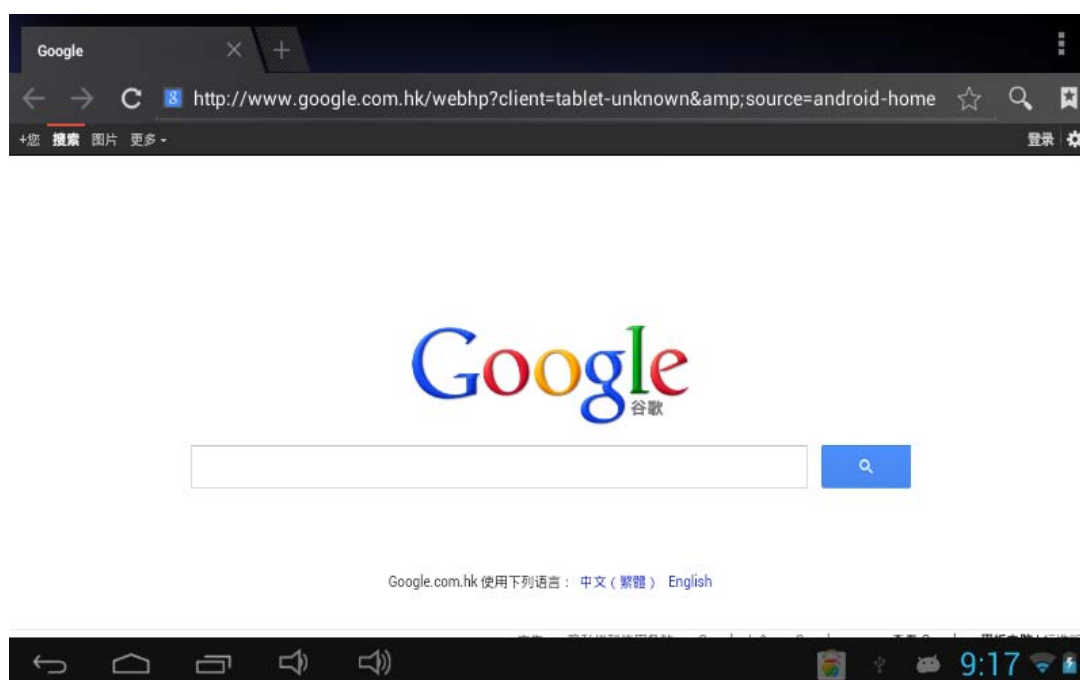 Google
http://www.google.com.hk/webhp?client=tablet-unknown&amp;source=android-home
+您 搜索 图片 更多 登录
Google
谷歌
Google.com.hk 使用下列语言： 中文 ( 繁體 ) English
9:17